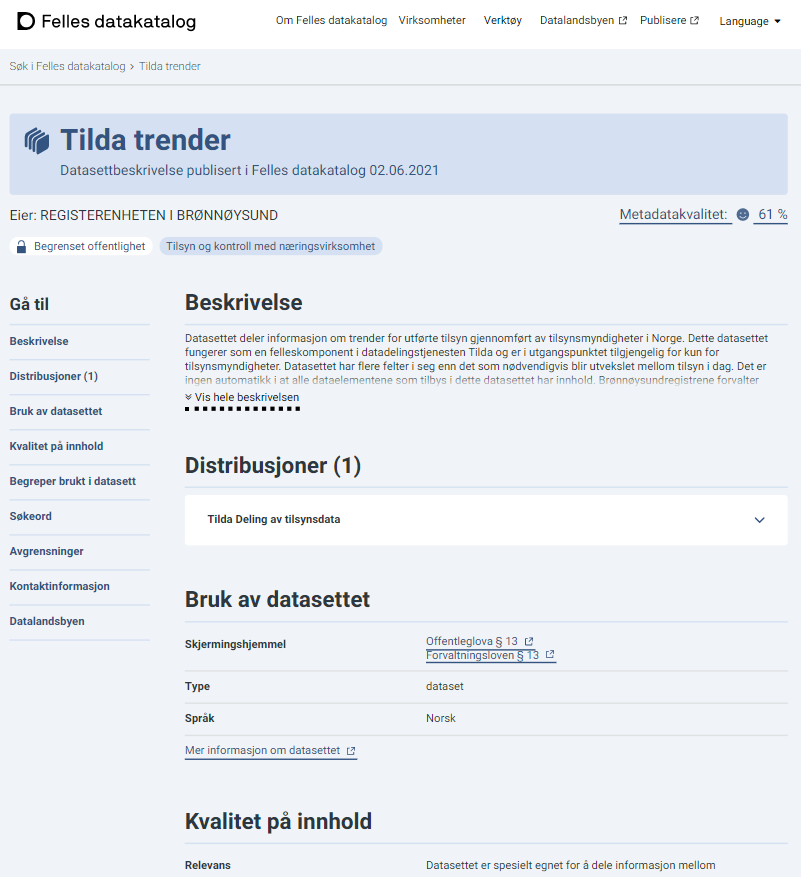 Felles datakatalog
Om Felles datakatalog Virksomheter Verktøy Datalandsbyen Publisere Language
Søk i Felles datakatalog › Tilda trender
Tilda trender
Datasettbeskrivelse publisert i Felles datakatalog 02.06.2021
Eier: REGISTERENHETEN I BRØNNØYSUND
Metadatakvalitet: 61 %
Begrenset offentlighet Tilsyn og kontroll med næringsvirksomhet
Gå til
Beskrivelse
Distribusjoner (1)
Bruk av datasettet
Kvalitet på innhold
Begreper brukt i datasett
Søkeord
Avgrensninger
Kontaktinformasjon
Datalandsbyen
Beskrivelse
Datasettet deler informasjon om trender for utførte tilsyn gjennomført av tilsynsmyndigheter i Norge. Dette datasettet
fungerer som en felleskomponent i datadelingstjenesten Tilda og er i utgangspunktet tilgjengelig for kun for
tilsynsmyndigheter. Datasettet har flere felter i seg enn det som nødvendigvis blir utvekslet mellom tilsyn i dag. Det er
ingen automatikk i at alle dataelementene som tilbys i dette datasettet har innhold. Brønnøysundregistrene forvalter
Vis hele beskrivelsen
Distribusjoner (1)
Tilda Deling av tilsynsdata
Bruk av datasettet
Skjermingshjemmel
Offentleglova § 13
Forvaltningsloven § 13
Type dataset
Språk Norsk
Mer informasjon om datasettet
Kvalitet på innhold
Relevans Datasettet er spesielt egnet for å dele informasjon mellom